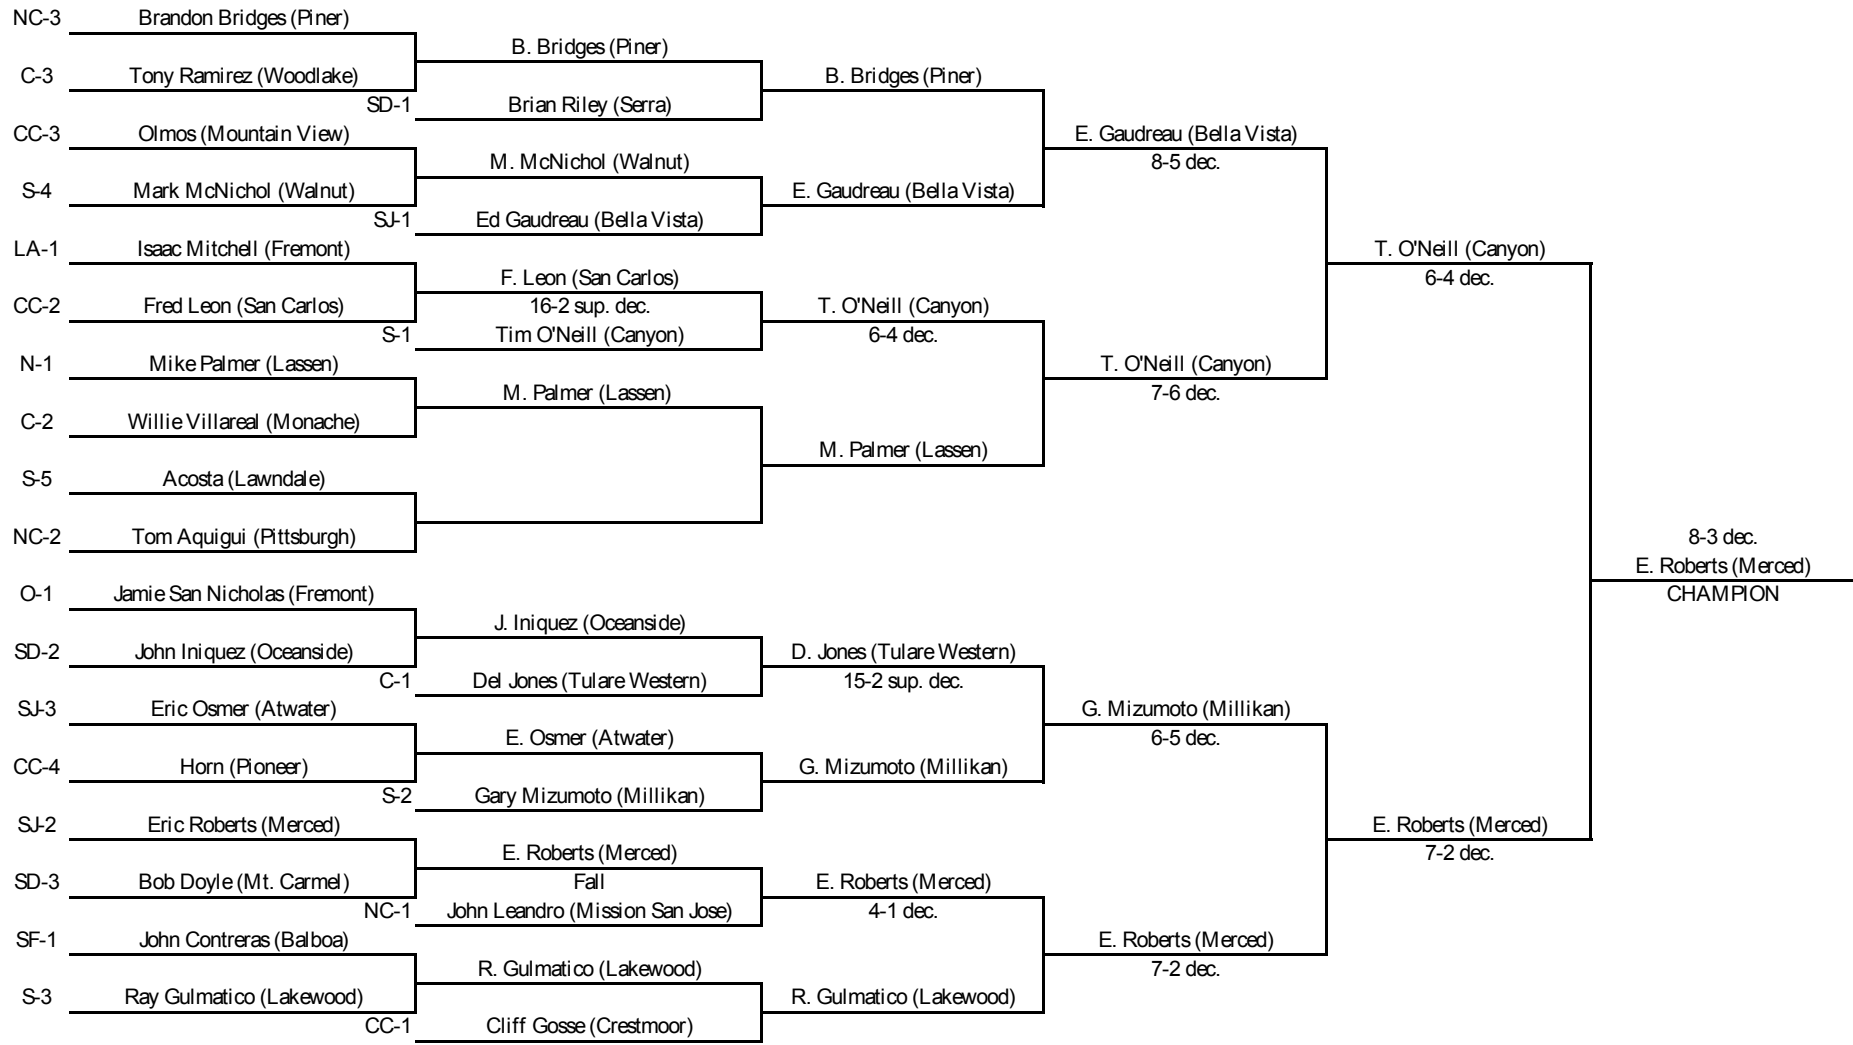 NC-3 Brandon Bridges (Piner)
B. Bridges (Piner)
C-3 Tony Ramirez (Woodlake) B. Bridges (Piner)
SD-1 Brian Riley (Serra)
CC-3 Olmos (Mountain View) E. Gaudreau (Bella Vista)
M. McNichol (Walnut) 8-5 dec.
S-4 Mark McNichol (Walnut) E. Gaudreau (Bella Vista)
SJ-1 Ed Gaudreau (Bella Vista)
LA-1 Isaac Mitchell (Fremont) T. O'Neill (Canyon)
F. Leon (San Carlos) 6-4 dec.
CC-2 Fred Leon (San Carlos) 16-2 sup. dec. T. O'Neill (Canyon)
S-1 Tim O'Neill (Canyon) 6-4 dec.
N-1 Mike Palmer (Lassen) T. O'Neill (Canyon)
M. Palmer (Lassen) 7-6 dec.
C-2 Willie Villareal (Monache)
M. Palmer (Lassen)
S-5 Acosta (Lawndale)
NC-2 Tom Aquigui (Pittsburgh) 8-3 dec.
E. Roberts (Merced)
O-1 Jamie San Nicholas (Fremont) CHAMPION
J. Iniquez (Oceanside)
SD-2 John Iniquez (Oceanside) D. Jones (Tulare Western)
C-1 Del Jones (Tulare Western) 15-2 sup. dec.
SJ-3 Eric Osmer (Atwater) G. Mizumoto (Millikan)
E. Osmer (Atwater) 6-5 dec.
CC-4 Horn (Pioneer) G. Mizumoto (Millikan)
S-2 Gary Mizumoto (Millikan)
SJ-2 Eric Roberts (Merced) E. Roberts (Merced)
E. Roberts (Merced) 7-2 dec.
SD-3 Bob Doyle (Mt. Carmel) Fall E. Roberts (Merced)
NC-1 John Leandro (Mission San Jose) 4-1 dec.
SF-1 John Contreras (Balboa) E. Roberts (Merced)
R. Gulmatico (Lakewood) 7-2 dec.
S-3 Ray Gulmatico (Lakewood) R. Gulmatico (Lakewood)
CC-1 Cliff Gosse (Crestmoor)